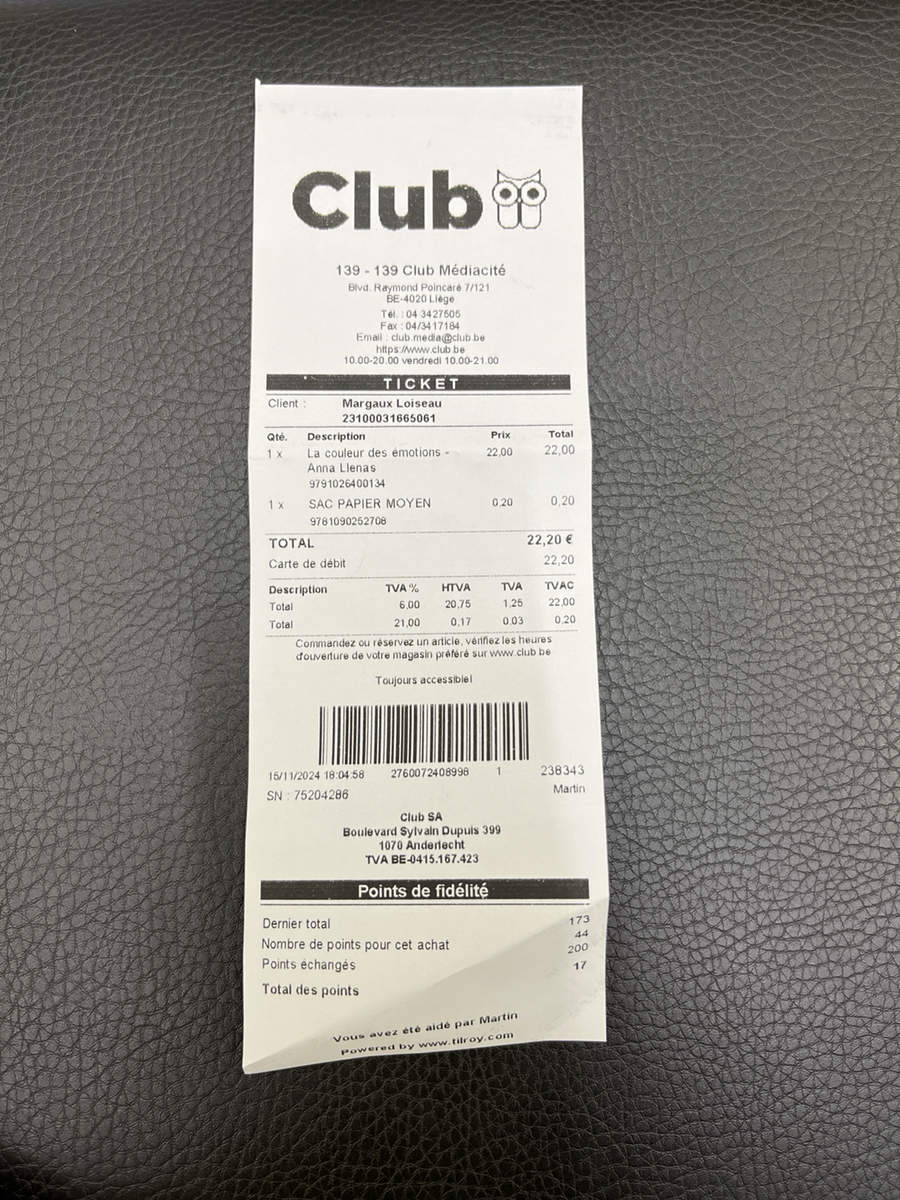 Club
139 - 139 Club Médiacité
Blvd. Raymond Poincaré 7/121
BE-4020 Liège
Tél. : 04 3427505
Fax : 04/3417184
Email : club.media@club.be
https://www.club.be
10.00-20.00 vendredi 10.00-21.00
TICKET
Client : Margaux Loiseau
23100031665061
Qté. Description Prix Total
1 x La couleur des émotions - 22,00 22,00
Anna Llenas
9791026400134
1 x SAC PAPIER MOYEN 0,20 0,20
9781090252708
TOTAL 22,20 €
Carte de débit 22,20
Description TVA % HTVA TVA TVAC
Total 6,00 20,75 1,25 22,00
Total 21,00 0,17 0,03 0,20
Commandez ou réservez un article, vérifiez les heures
d'ouverture de votre magasin préféré sur www.club.be
Toujours accessible!
15/11/2024 18:04:58 2760072408998 1 238343
SN : 75204286 Martin
Club SA
Boulevard Sylvain Dupuis 399
1070 Anderlecht
TVA BE-0415.167.423
Points de fidélité
Dernier total 173
Nombre de points pour cet achat 44
Points échangés 200
Total des points 17
Vous avez été aidé par Martin
Powered by www.tilroy.com